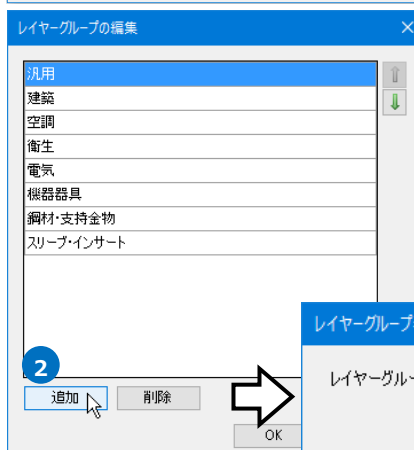 レイヤーグループの編集
汎用
建築
空調
衛生
電気
機器器具
鋼材・支持金物
スリーブ・インサート
2
追加
削除
OK
レイヤーグループ
レイヤーグルー